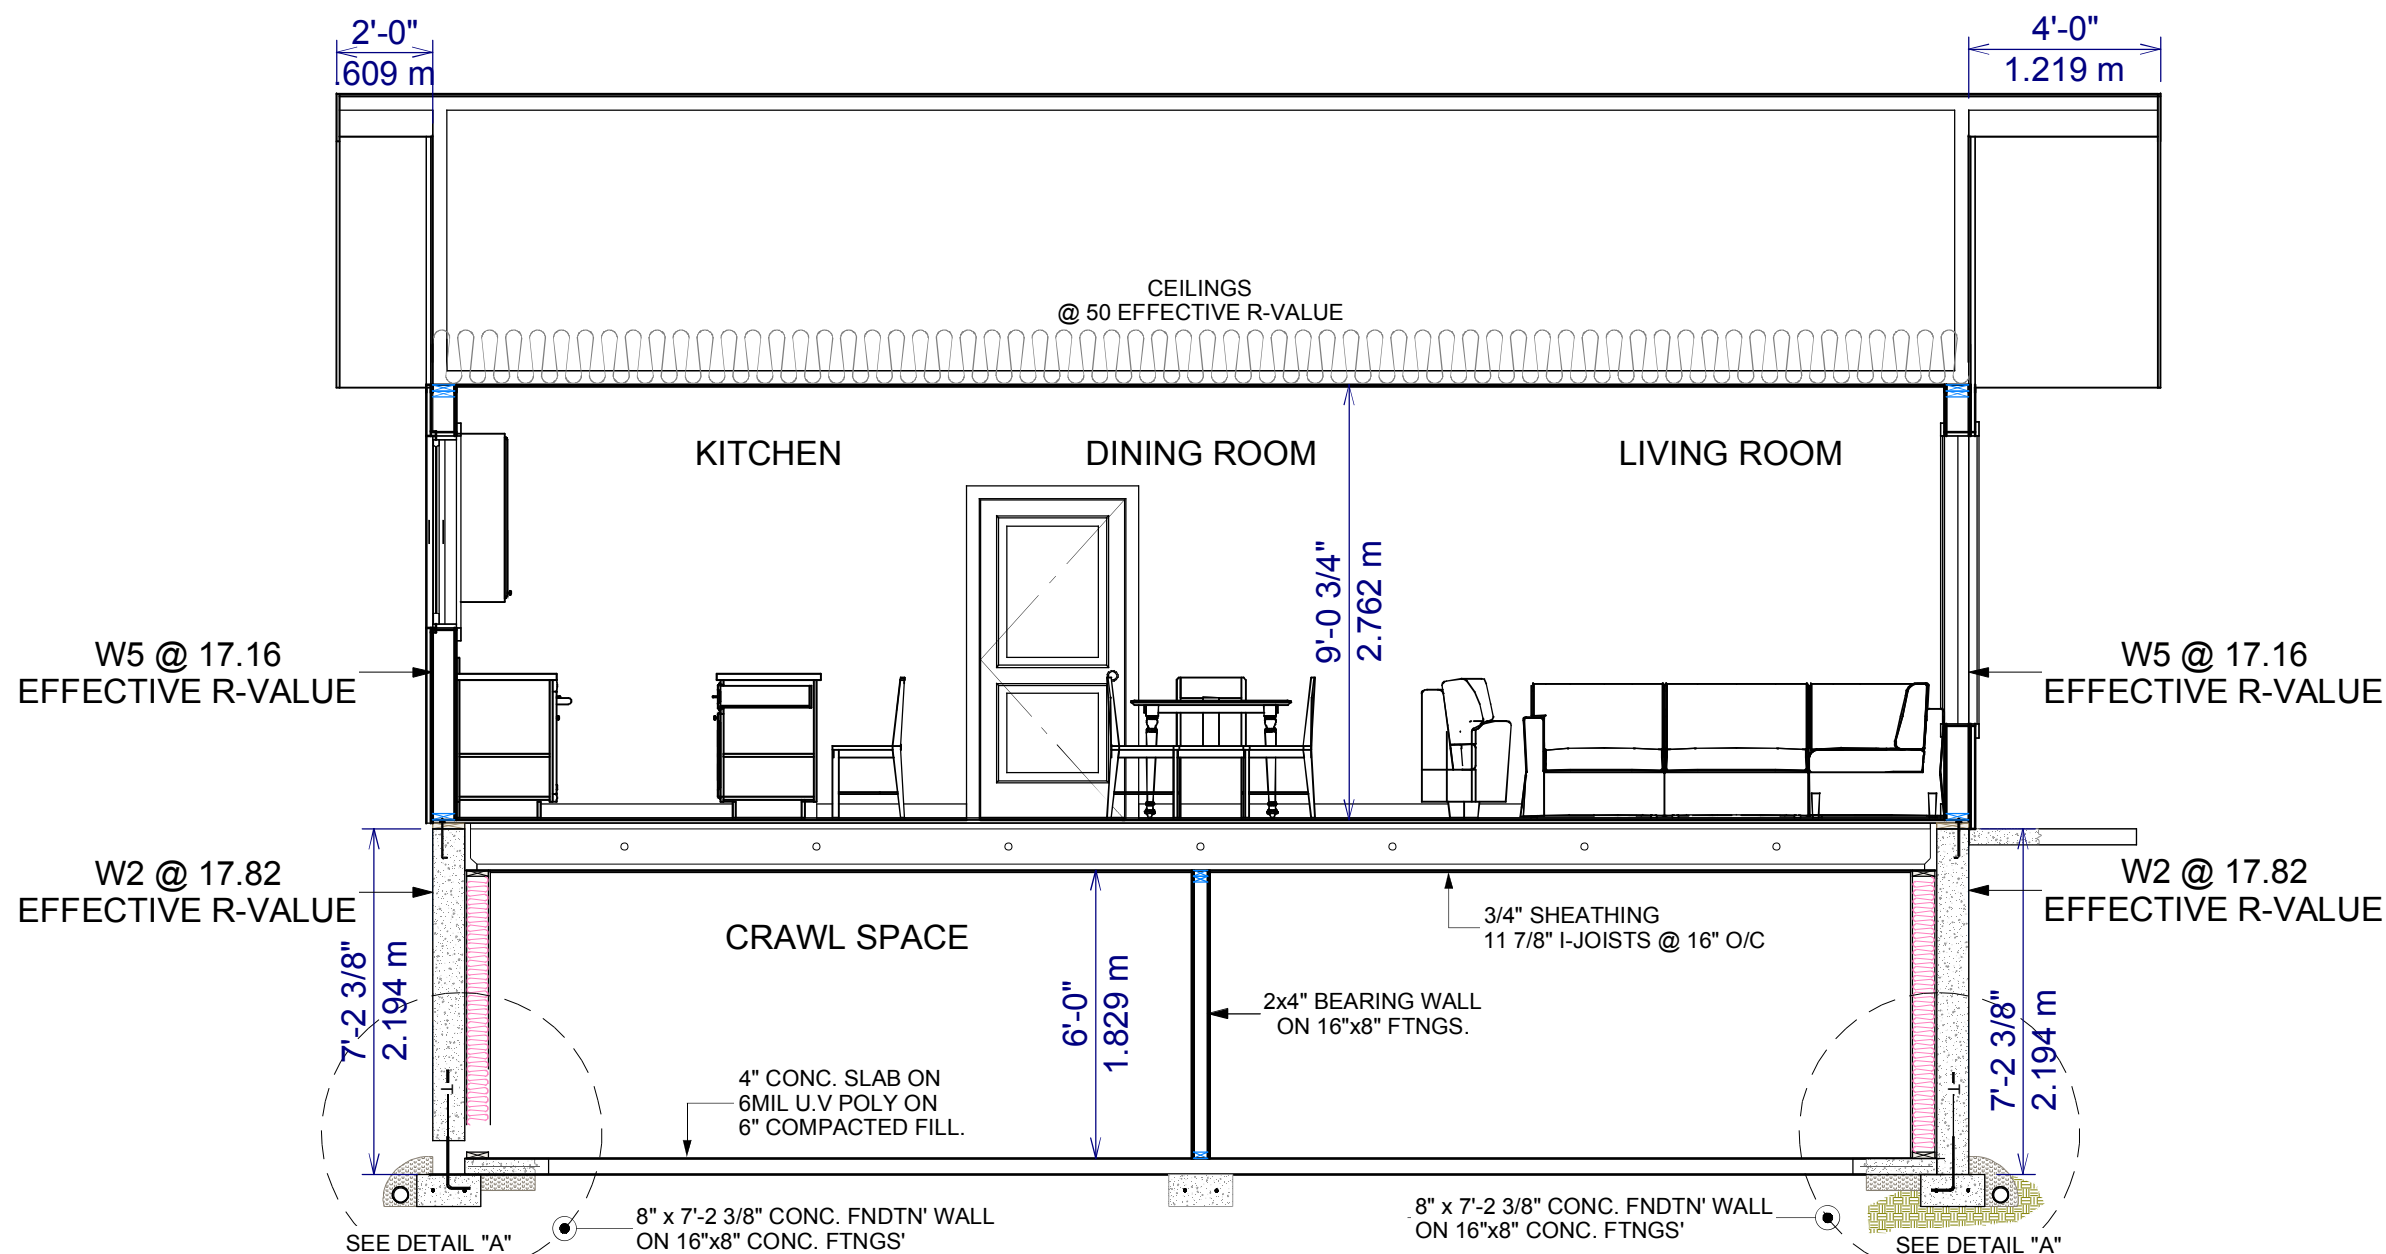 2'-0"
.609 m
4'-0"
1.219 m
CEILINGS
@ 50 EFFECTIVE R-VALUE
KITCHEN
DINING ROOM
LIVING ROOM
9'-0 3/4"
2.762 m
W5 @ 17.16
EFFECTIVE R-VALUE
W5 @ 17.16
EFFECTIVE R-VALUE
W2 @ 17.82
EFFECTIVE R-VALUE
W2 @ 17.82
EFFECTIVE R-VALUE
3/4" SHEATHING
11 7/8" I-JOISTS @ 16" O/C
CRAWL SPACE
7'-2 3/8"
2.194 m
6'-0"
1.829 m
2x4" BEARING WALL
ON 16"x8" FTNGS.
7'-2 3/8"
2.194 m
4" CONC. SLAB ON
6MIL U.V POLY ON
6" COMPACTED FILL.
8" x 7'-2 3/8" CONC. FNDTN' WALL
ON 16"x8" CONC. FTNGS'
8" x 7'-2 3/8" CONC. FNDTN' WALL
ON 16"x8" CONC. FTNGS'
SEE DETAIL "A"
SEE DETAIL "A"